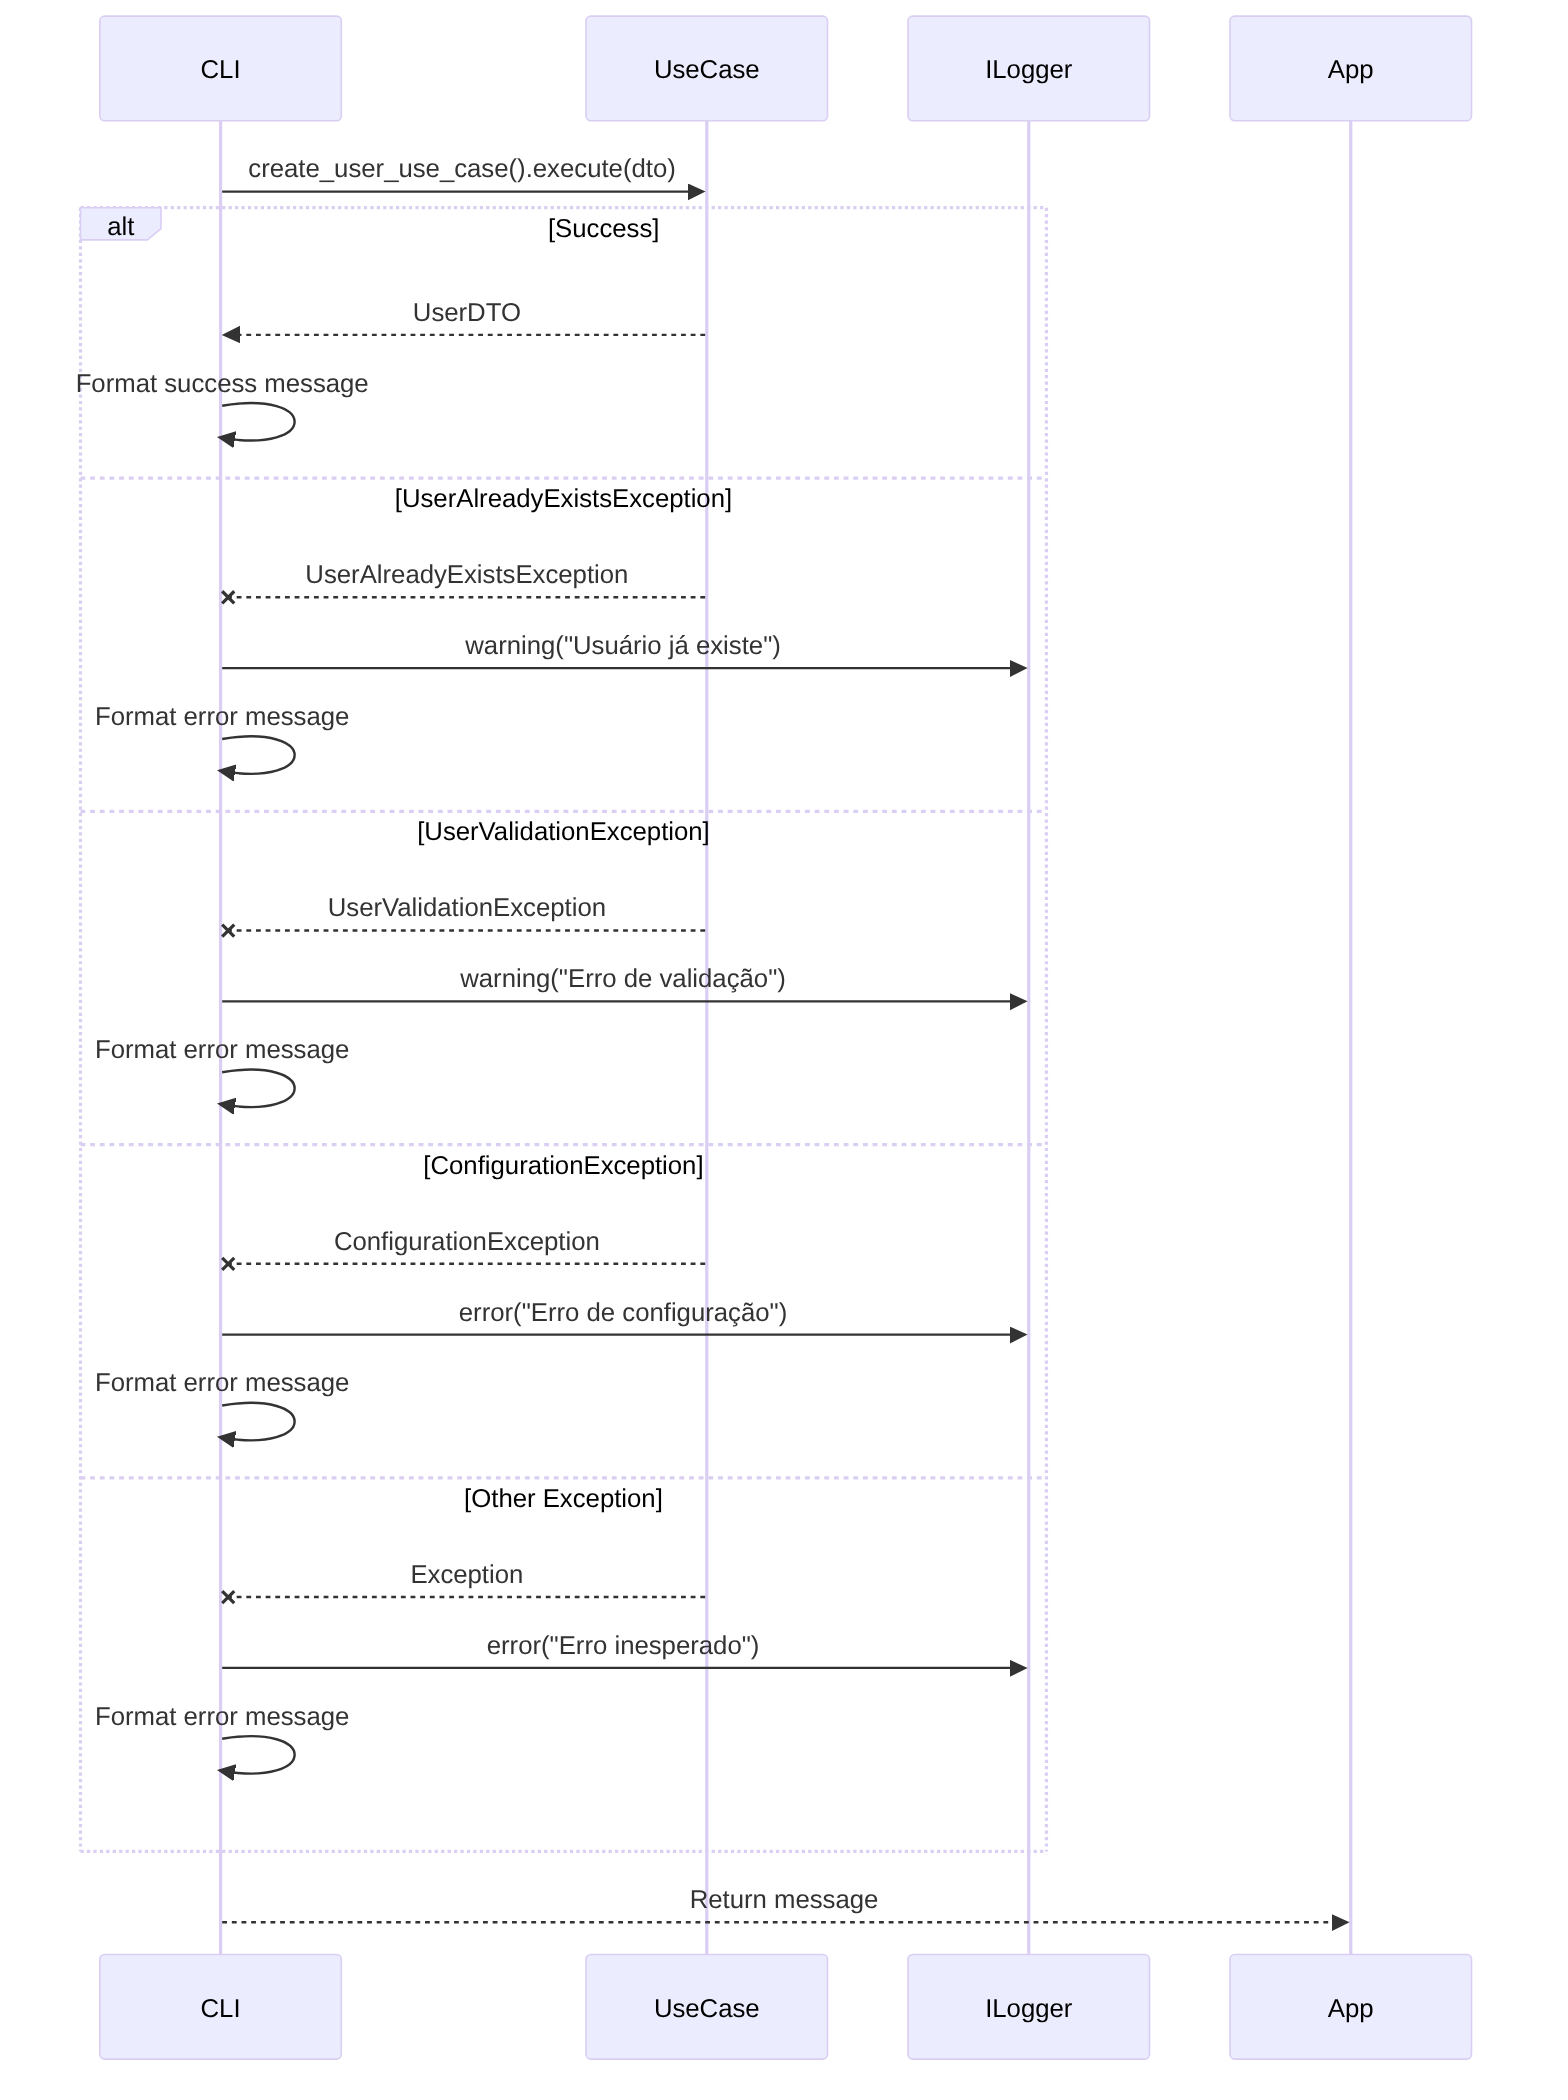 CLI
UseCase
ILogger
App
create_user_use_case().execute(dto)
alt
[Success]
UserDTO
Format success message
[UserAlreadyExistsException]
UserAlreadyExistsException
warning("Usuário já existe")
Format error message
[UserValidationException]
UserValidationException
warning("Erro de validação")
Format error message
[ConfigurationException]
ConfigurationException
error("Erro de configuração")
Format error message
[Other Exception]
Exception
error("Erro inesperado")
Format error message
Return message
CLI
UseCase
ILogger
App